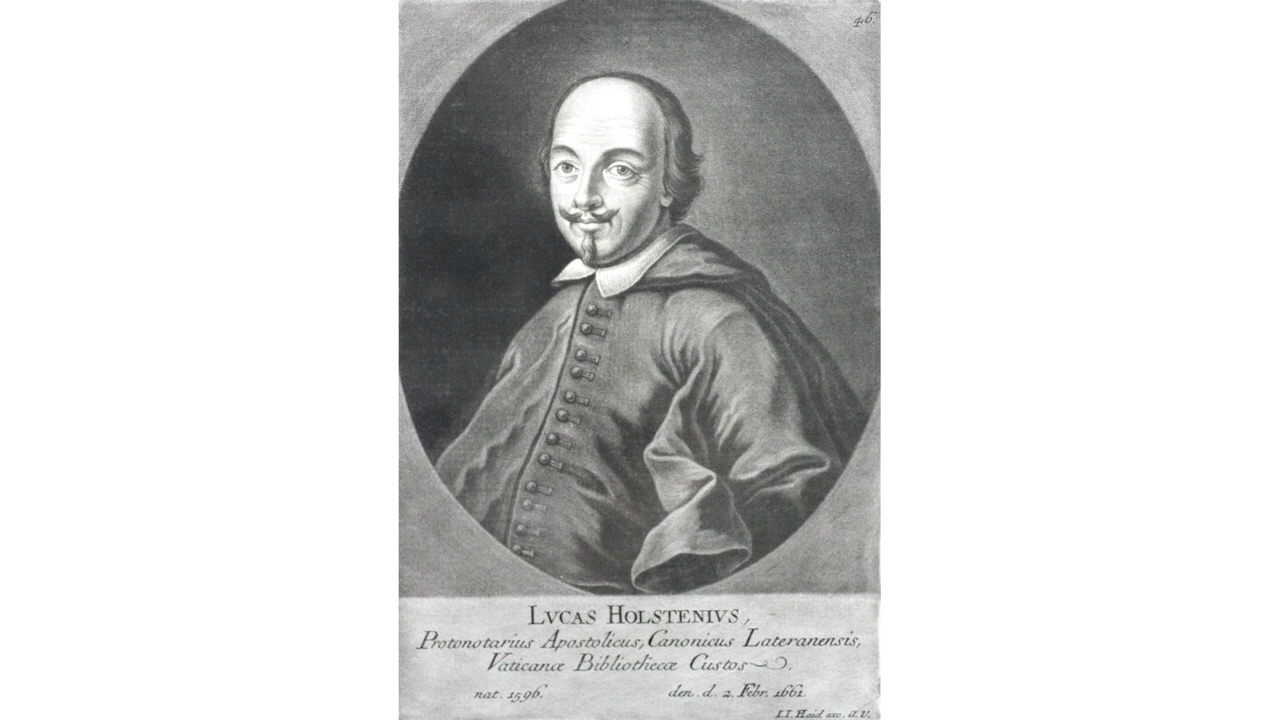 46.
LVCAS HOLSTENIVS,
Protonotarius Apostolicus, Canonicus Lateranensis,
Vaticanæ Bibliothecæ Custos.
nat. 1596. den. d. 2. Febr. 1661.
I.I. Haid exc. A.V.